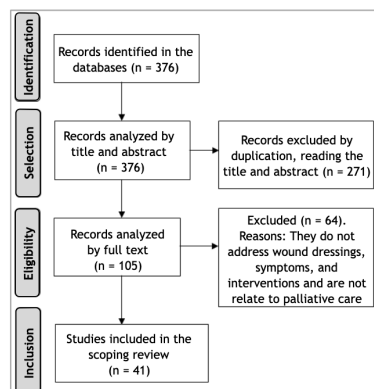 Identification
Records identified in the
databases (n = 376)
Selection
Records analyzed by
title and abstract
(n = 376)
Records excluded by
duplication, reading the
title and abstract (n = 271)
Eligibility
Records analyzed
by full text
(n = 105)
Excluded (n = 64).
Reasons: They do not
address wound dressings,
symptoms, and
interventions and are not
relate to palliative care
Inclusion
Studies included in the
scoping review
(n = 41)